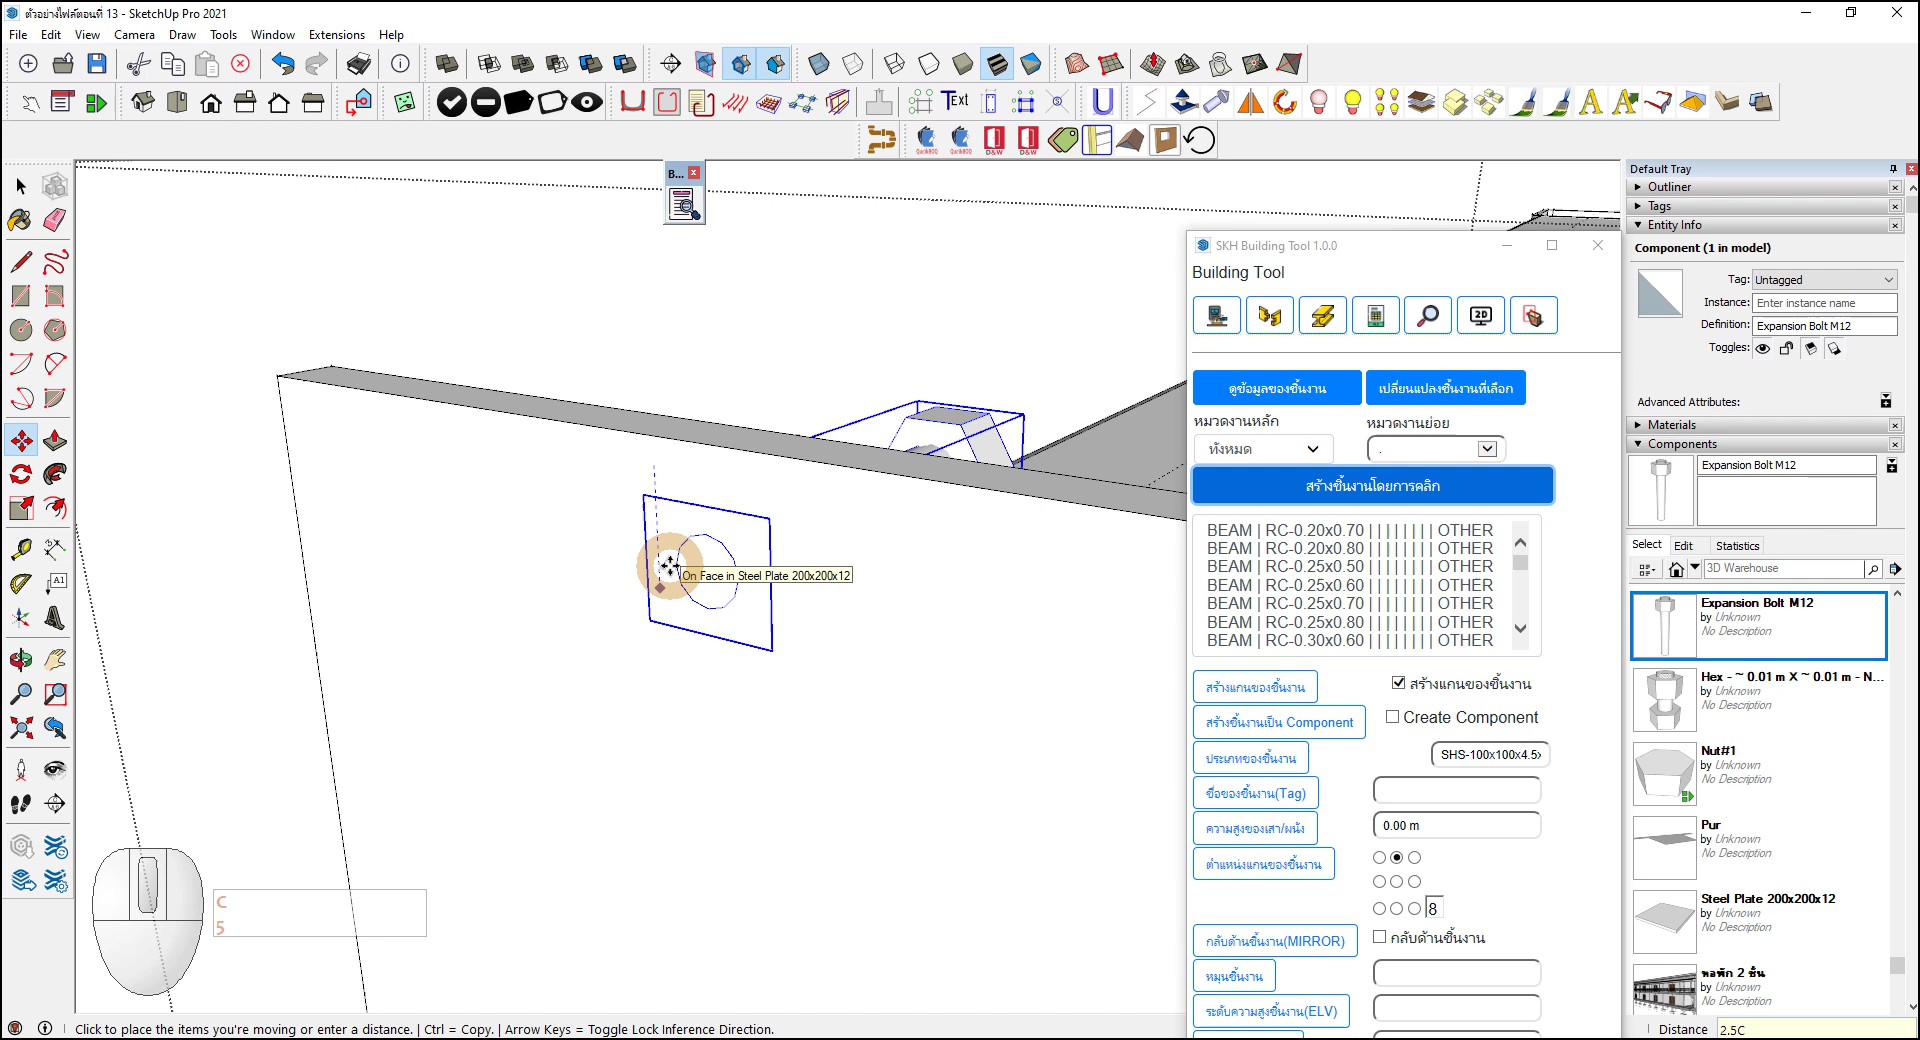 ตัวอย่างไฟล์ตอนที่ 13 - SketchUp Pro 2021
File Edit View Camera Draw Tools Window Extensions Help
Text
QuickBOQ QuickBOQ D&W D&W
B...
A1
SKH Building Tool 1.0.0
Building Tool
2D
ดูข้อมูลของชิ้นงาน เปลี่ยนแปลงชิ้นงานที่เลือก
หมวดงานหลัก หมวดงานย่อย
ทั้งหมด .
สร้างชิ้นงานโดยการคลิก
BEAM | RC-0.20x0.70 | | | | | | | | OTHER
BEAM | RC-0.20x0.80 | | | | | | | | OTHER
BEAM | RC-0.25x0.50 | | | | | | | | OTHER
BEAM | RC-0.25x0.60 | | | | | | | | OTHER
BEAM | RC-0.25x0.70 | | | | | | | | OTHER
BEAM | RC-0.25x0.80 | | | | | | | | OTHER
BEAM | RC-0.30x0.60 | | | | | | | | OTHER
สร้างแกนของชิ้นงาน สร้างแกนของชิ้นงาน
สร้างชิ้นงานเป็น Component Create Component
ประเภทของชิ้นงาน SHS-100x100x4.5x
ชื่อของชิ้นงาน(Tag)
ความสูงของเสา/ผนัง 0.00 m
ตำแหน่งแกนของชิ้นงาน
8
กลับด้านชิ้นงาน(MIRROR) กลับด้านชิ้นงาน
หมุนชิ้นงาน
ระดับความสูงชิ้นงาน(ELV)
On Face in Steel Plate 200x200x12
C
5
Default Tray
Outliner
Tags
Entity Info
Component (1 in model)
Tag: Untagged
Instance: Enter instance name
Definition: Expansion Bolt M12
Toggles:
Advanced Attributes:
Materials
Components
Expansion Bolt M12
Select Edit Statistics
3D Warehouse
Expansion Bolt M12
by Unknown
No Description
Hex - ~ 0.01 m X ~ 0.01 m - N...
by Unknown
No Description
Nut#1
by Unknown
No Description
Pur
by Unknown
No Description
Steel Plate 200x200x12
by Unknown
No Description
หอพัก 2 ชั้น
by Unknown
No Description
Click to place the items you're moving or enter a distance. | Ctrl = Copy. | Arrow Keys = Toggle Lock Inference Direction.
Distance 2.5C